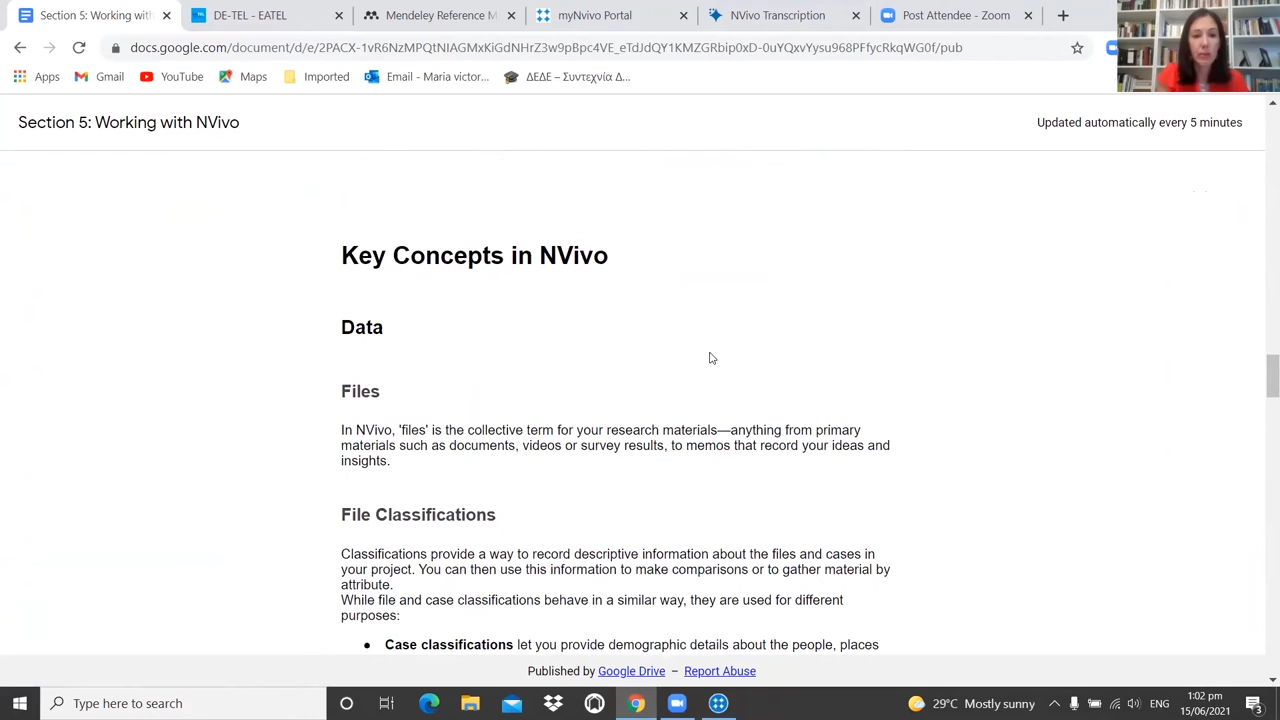 Section 5: Working with
DE-TEL - EATEL
Mendeley Reference M
myNvivo Portal
NVivo Transcription
Post Attendee - Zoom
docs.google.com/document/d/e/2PACX-1vR6NzMPQtNIAGMxKiGdNHrZ3w9pBpc4VE_eTdJdQY1KMZGRbip0xD-0uYQxvYysu969PFfycRkqWG0f/pub
Apps
Gmail
YouTube
Maps
Imported
Email - Maria victor...
ΔΕΔΕ – Συντεχνία Δ...
Section 5: Working with NVivo
Updated automatically every 5 minutes
Key Concepts in NVivo
Data
Files
In NVivo, 'files' is the collective term for your research materials—anything from primary
materials such as documents, videos or survey results, to memos that record your ideas and
insights.
File Classifications
Classifications provide a way to record descriptive information about the files and cases in
your project. You can then use this information to make comparisons or to gather material by
attribute.
While file and case classifications behave in a similar way, they are used for different
purposes:
● Case classifications let you provide demographic details about the people, places
Published by Google Drive – Report Abuse
Type here to search
29°C Mostly sunny
ENG
1:02 pm
15/06/2021
3